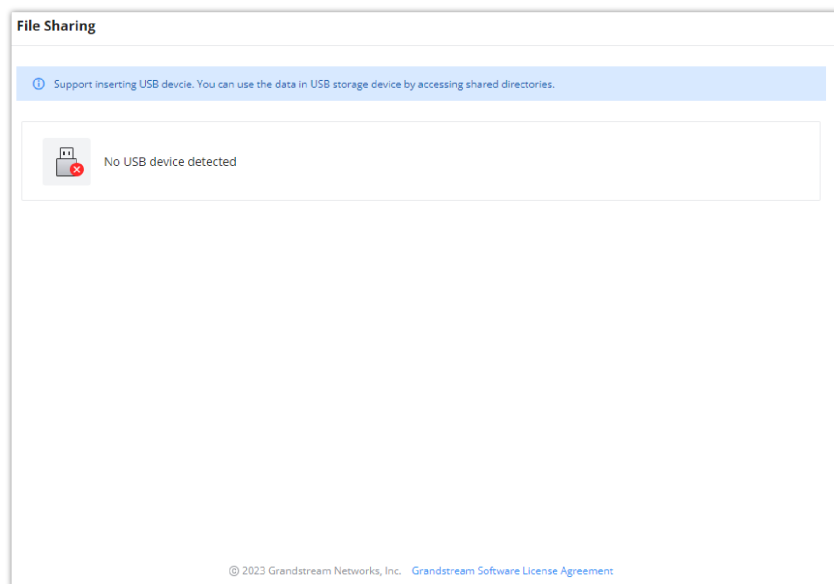 File Sharing
Support inserting USB devcie. You can use the data in USB storage device by accessing shared directories.
No USB device detected
© 2023 Grandstream Networks, Inc. Grandstream Software License Agreement